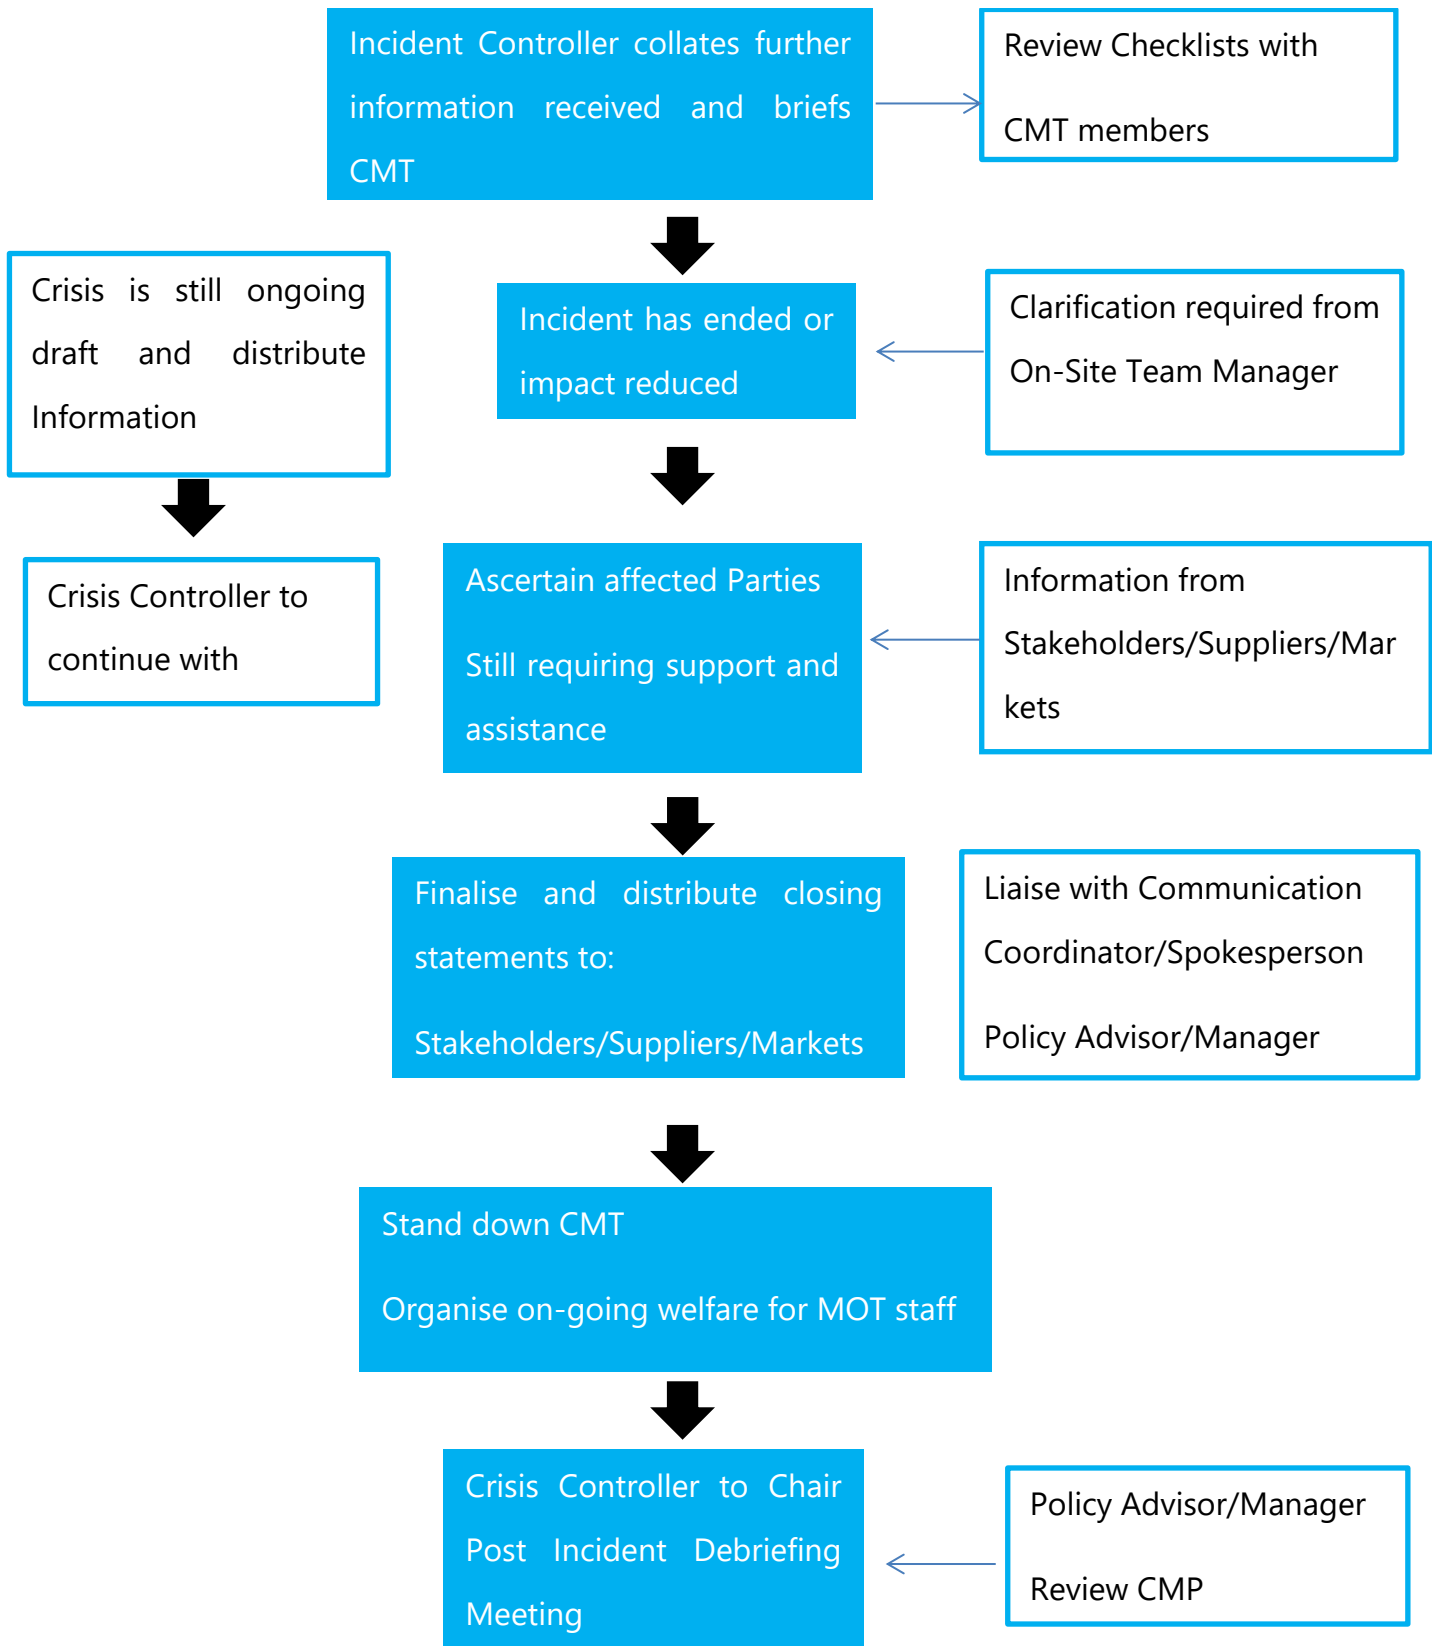 Incident Controller collates further
information received and briefs
CMT
Review Checklists with
CMT members
Crisis is still ongoing
draft and distribute
Information
Incident has ended or
impact reduced
Clarification required from
On-Site Team Manager
Crisis Controller to
continue with
Ascertain affected Parties
Still requiring support and
assistance
Information from
Stakeholders/Suppliers/Mar
kets
Finalise and distribute closing
statements to:
Stakeholders/Suppliers/Markets
Liaise with Communication
Coordinator/Spokesperson
Policy Advisor/Manager
Stand down CMT
Organise on-going welfare for MOT staff
Crisis Controller to Chair
Post Incident Debriefing
Meeting
Policy Advisor/Manager
Review CMP